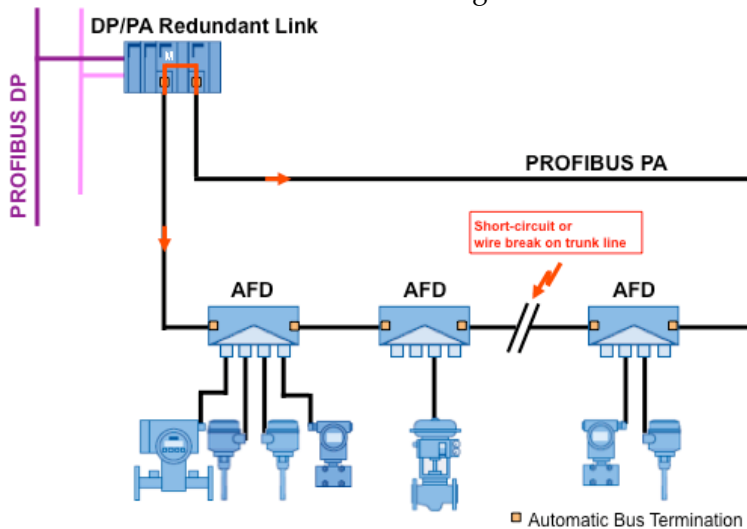 DP/PA Redundant Link
M
PROFIBUS DP
PROFIBUS PA
Short-circuit or
wire break on trunk line
AFD
AFD
AFD
Automatic Bus Termination